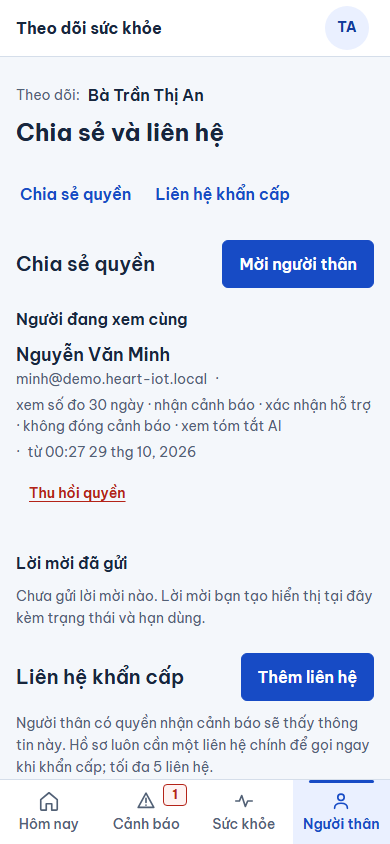 Theo dõi sức khỏe
TA
Theo dõi: Bà Trần Thị An
Chia sẻ và liên hệ
Chia sẻ quyền Liên hệ khẩn cấp
Chia sẻ quyền Mời người thân
Người đang xem cùng
Nguyễn Văn Minh
minh@demo.heart-iot.local ·
xem số đo 30 ngày · nhận cảnh báo · xác nhận hỗ trợ
· không đóng cảnh báo · xem tóm tắt AI
· từ 00:27 29 thg 10, 2026
Thu hồi quyền
Lời mời đã gửi
Chưa gửi lời mời nào. Lời mời bạn tạo hiển thị tại đây
kèm trạng thái và hạn dùng.
Liên hệ khẩn cấp Thêm liên hệ
Người thân có quyền nhận cảnh báo sẽ thấy thông
tin này. Hồ sơ luôn cần một liên hệ chính để gọi ngay
khi khẩn cấp; tối đa 5 liên hệ.
1
Hôm nay Cảnh báo Sức khỏe Người thân